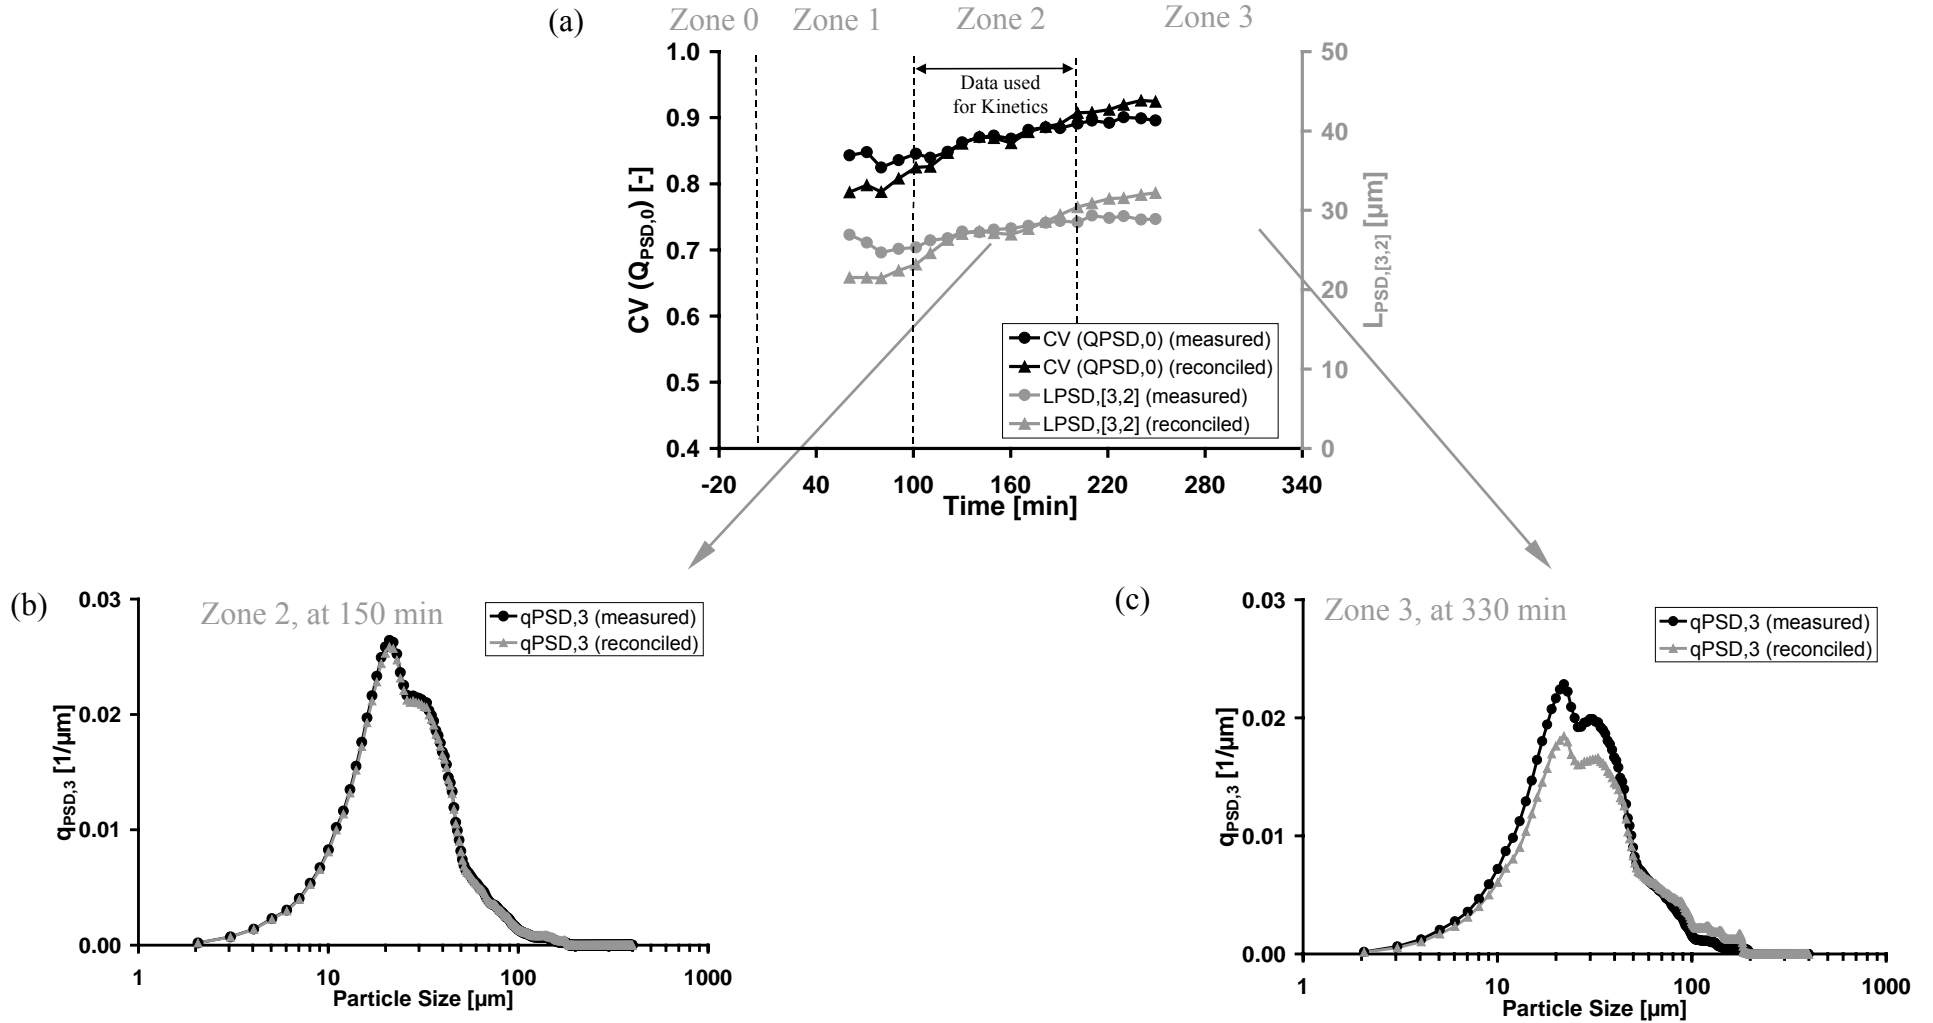 (a)
Zone 0 Zone 1 Zone 2 Zone 3
1.0
0.9
0.8
0.7
0.6
0.5
0.4
CV (QPSD,0) [-]
Data used
for Kinetics
50
40
30
20
10
0
LPSD,[3,2] [µm]
CV (QPSD,0) (measured)
CV (QPSD,0) (reconciled)
LPSD,[3,2] (measured)
LPSD,[3,2] (reconciled)
-20 40 100 160 220 280 340
Time [min]
(b)
Zone 2, at 150 min
qPSD,3 (measured)
qPSD,3 (reconciled)
0.03
0.02
0.01
0.00
qPSD,3 [1/µm]
1 10 100 1000
Particle Size [µm]
(c)
Zone 3, at 330 min
qPSD,3 (measured)
qPSD,3 (reconciled)
0.03
0.02
0.01
0.00
qPSD,3 [1/µm]
1 10 100 1000
Particle Size [µm]